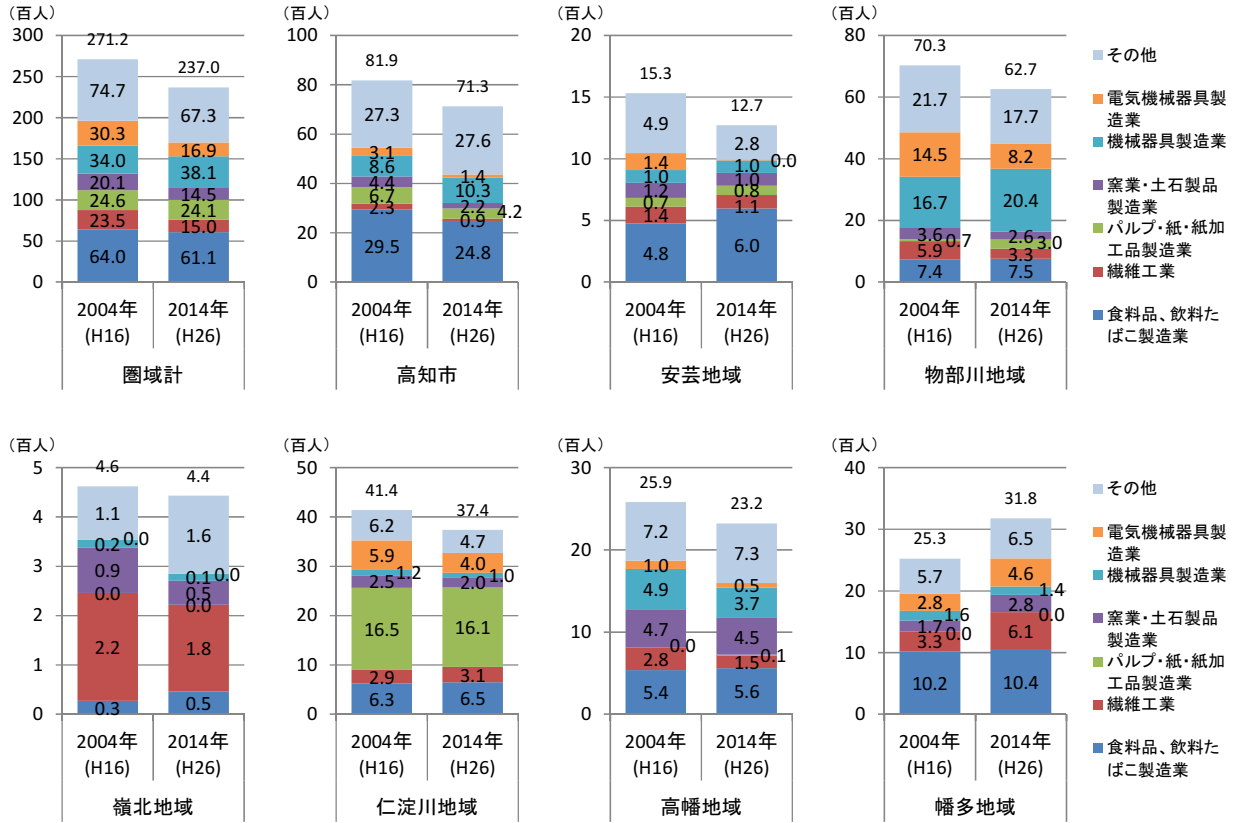 （百人）
300
250
200
150
100
50
0
271.2
237.0
74.7
67.3
30.3
16.9
34.0
38.1
20.1
14.5
24.6
24.1
23.5
15.0
64.0
61.1
2004年
(H16)
2014年
(H26)
圏域計
（百人）
100
80
60
40
20
0
81.9
71.3
27.3
27.6
3.1
1.4
8.6
10.3
4.4
2.2
6.7
4.2
2.3
0.9
29.5
24.8
2004年
(H16)
2014年
(H26)
高知市
（百人）
20
15
10
5
0
15.3
12.7
4.9
2.8
1.4
0.0
1.0
1.0
1.2
1.0
0.7
0.8
1.4
1.1
4.8
6.0
2004年
(H16)
2014年
(H26)
安芸地域
（百人）
80
60
40
20
0
70.3
62.7
21.7
17.7
14.5
8.2
16.7
20.4
3.6
2.6
0.7
3.0
5.9
3.3
7.4
7.5
2004年
(H16)
2014年
(H26)
物部川地域
その他
電気機械器具製
造業
機械器具製造業
窯業・土石製品
製造業
パルプ・紙・紙加
工品製造業
繊維工業
食料品、飲料た
ばこ製造業
（百人）
5
4
3
2
1
0
4.6
4.4
1.1
1.6
0.0
0.0
0.2
0.1
0.9
0.5
0.0
0.0
2.2
1.8
0.3
0.5
2004年
(H16)
2014年
(H26)
嶺北地域
（百人）
50
40
30
20
10
0
41.4
37.4
6.2
4.7
5.9
4.0
1.2
1.0
2.5
2.0
16.5
16.1
2.9
3.1
6.3
6.5
2004年
(H16)
2014年
(H26)
仁淀川地域
（百人）
30
20
10
0
25.9
23.2
7.2
7.3
1.0
0.5
4.9
3.7
4.7
4.5
0.0
0.1
2.8
1.5
5.4
5.6
2004年
(H16)
2014年
(H26)
高幡地域
（百人）
40
30
20
10
0
25.3
31.8
5.7
6.5
2.8
4.6
1.6
1.4
1.7
2.8
0.0
0.0
3.3
6.1
10.2
10.4
2004年
(H16)
2014年
(H26)
幡多地域
その他
電気機械器具製
造業
機械器具製造業
窯業・土石製品
製造業
パルプ・紙・紙加
工品製造業
繊維工業
食料品、飲料た
ばこ製造業